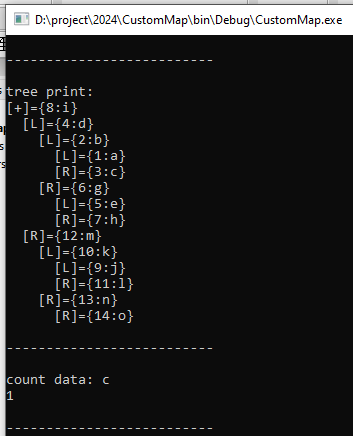 D:\project\2024\CustomMap\bin\Debug\CustomMap.exe
--------------------------
tree print:
[+]={8:i}
  [L]={4:d}
    [L]={2:b}
      [L]={1:a}
      [R]={3:c}
    [R]={6:g}
      [L]={5:e}
      [R]={7:h}
  [R]={12:m}
    [L]={10:k}
      [L]={9:j}
      [R]={11:l}
    [R]={13:n}
      [R]={14:o}
--------------------------
count data: c
1
--------------------------